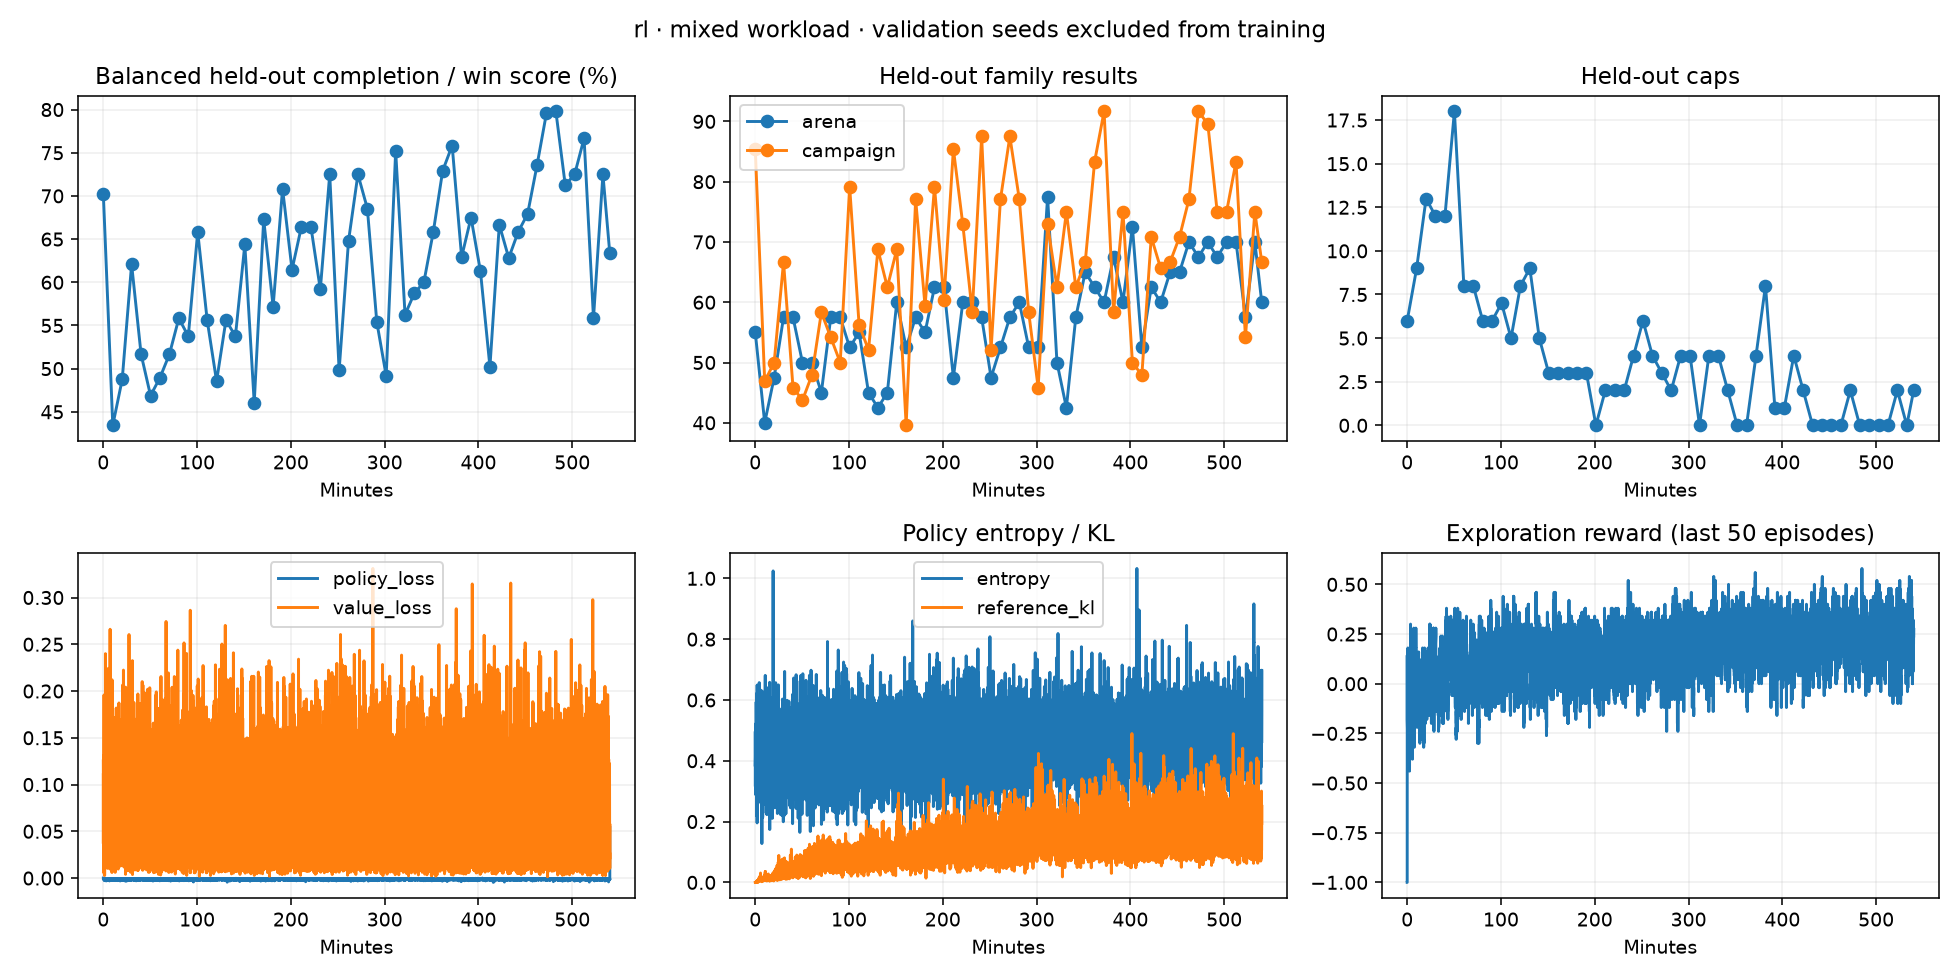 rl · mixed workload · validation seeds excluded from training
Balanced held-out completion / win score (%)
80
75
70
65
60
55
50
45
0 100 200 300 400 500
Minutes
Held-out family results
arena
campaign
90
80
70
60
50
40
0 100 200 300 400 500
Minutes
Held-out caps
17.5
15.0
12.5
10.0
7.5
5.0
2.5
0.0
0 100 200 300 400 500
Minutes
policy_loss
value_loss
0.30
0.25
0.20
0.15
0.10
0.05
0.00
0 100 200 300 400 500
Minutes
Policy entropy / KL
entropy
reference_kl
1.0
0.8
0.6
0.4
0.2
0.0
0 100 200 300 400 500
Minutes
Exploration reward (last 50 episodes)
0.50
0.25
0.00
−0.25
−0.50
−0.75
−1.00
0 100 200 300 400 500
Minutes